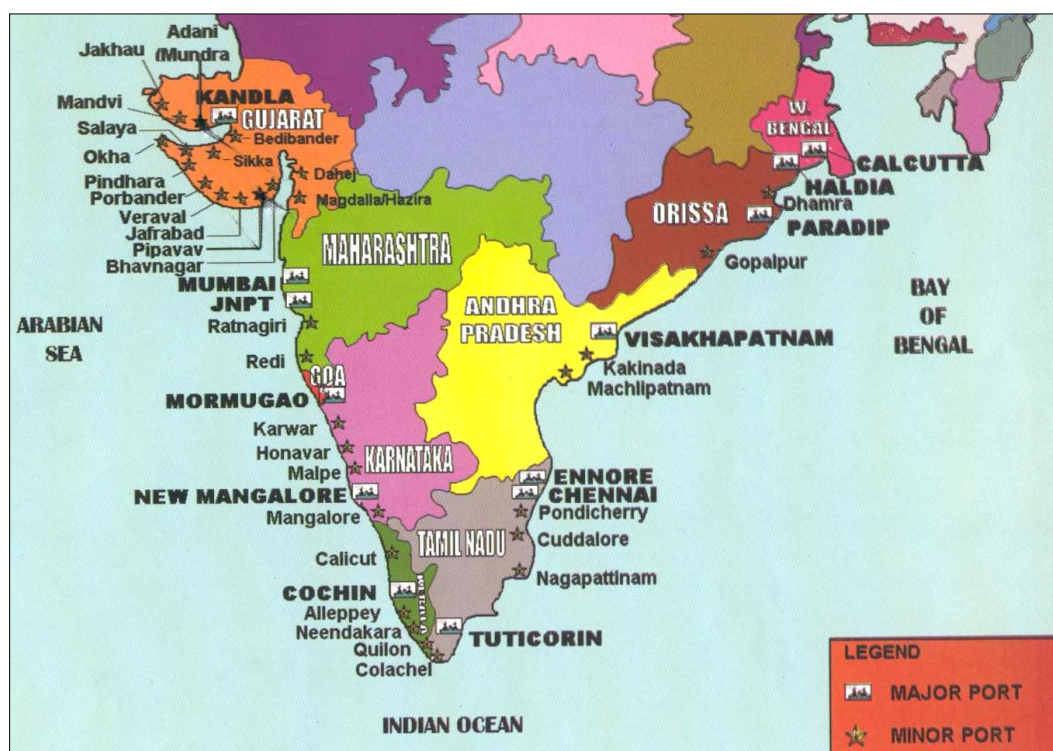 Adani
(Mundra
Jakhau
KANDLA
Mandvi
GUJARAT
Salaya
Bedibander
Okha
Sikka
Pindhara
Dahej
Porbander
Magdalla/Hazira
Veraval
Jafrabad
Pipavav
Bhavnagar
MAHARASHTRA
MUMBAI
JNPT
Ratnagiri
Redi
GOA
MORMUGAO
Karwar
Honavar
Malpe
KARNATAKA
NEW MANGALORE
Mangalore
Calicut
COCHIN
KERALA
Alleppey
Neendakara
Quilon
Colachel
ARABIAN
SEA
W.
BENGAL
CALCUTTA
HALDIA
Dhamra
ORISSA
PARADIP
Gopalpur
ANDHRA
PRADESH
VISAKHAPATNAM
Kakinada
Machlipatnam
BAY
OF
BENGAL
ENNORE
CHENNAI
Pondicherry
TAMIL NADU
Cuddalore
Nagapattinam
TUTICORIN
INDIAN OCEAN
LEGEND
MAJOR PORT
MINOR PORT